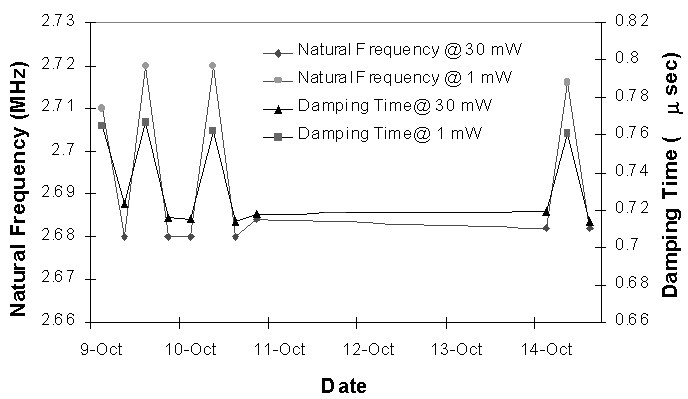 2.73
2.72
2.71
2.7
2.69
2.68
2.67
2.66
Natural Frequency (MHz)
Natural Frequency @ 30 mW
Natural Frequency @ 1 mW
Damping Time @ 30 mW
Damping Time @ 1 mW
0.82
0.8
0.78
0.76
0.74
0.72
0.7
0.68
0.66
Damping Time ( μ sec)
9-Oct 10-Oct 11-Oct 12-Oct 13-Oct 14-Oct
Date